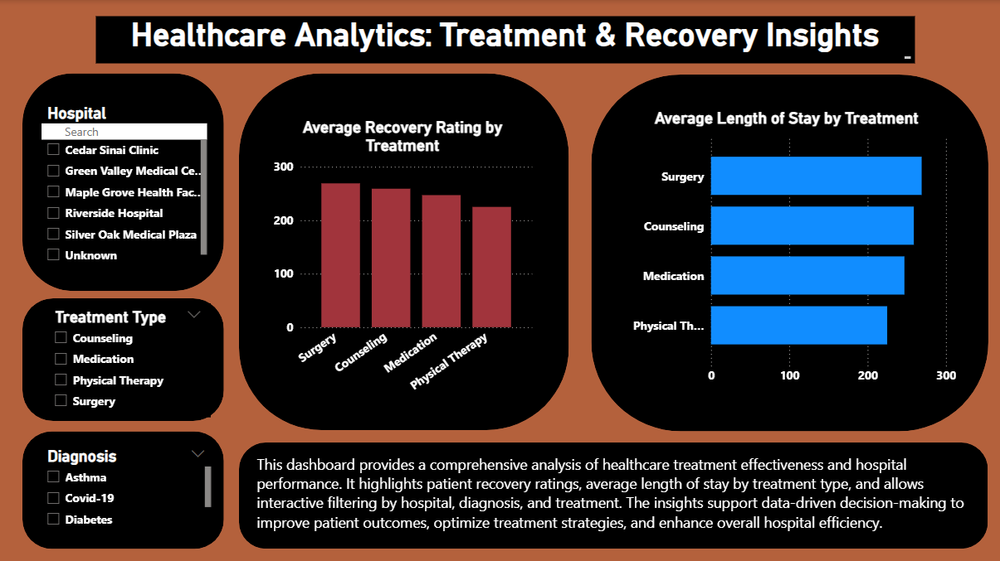 Healthcare Analytics: Treatment & Recovery Insights
Hospital
Search
Cedar Sinai Clinic
Green Valley Medical Ce..
Maple Grove Health Fac..
Riverside Hospital
Silver Oak Medical Plaza
Unknown
Treatment Type
Counseling
Medication
Physical Therapy
Surgery
Diagnosis
Asthma
Covid-19
Diabetes
Average Recovery Rating by
Treatment
300
200
100
0
Surgery
Counseling
Medication
Physical Therapy
Average Length of Stay by Treatment
Surgery
Counseling
Medication
Physical Th...
0 100 200 300
This dashboard provides a comprehensive analysis of healthcare treatment effectiveness and hospital
performance. It highlights patient recovery ratings, average length of stay by treatment type, and allows
interactive filtering by hospital, diagnosis, and treatment. The insights support data-driven decision-making to
improve patient outcomes, optimize treatment strategies, and enhance overall hospital efficiency.